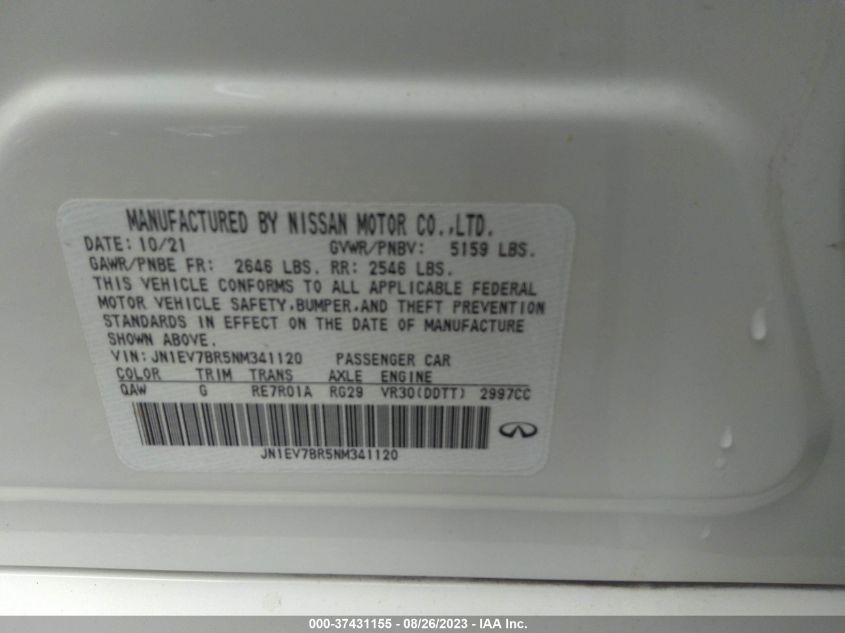 MANUFACTURED BY NISSAN MOTOR CO.,LTD.
DATE: 10/21 GVWR/PNBV: 5159 LBS.
GAWR/PNBE FR: 2646 LBS. RR: 2546 LBS.
THIS VEHICLE CONFORMS TO ALL APPLICABLE FEDERAL
MOTOR VEHICLE SAFETY,BUMPER,AND THEFT PREVENTION
STANDARDS IN EFFECT ON THE DATE OF MANUFACTURE
SHOWN ABOVE.
VIN: JN1EV7BR5NM341120 PASSENGER CAR
COLOR TRIM TRANS AXLE ENGINE
QAW G RE7R01A RG29 VR30(DDTT) 2997CC
JN1EV7BR5NM341120
000-37431155 - 08/26/2023 - IAA Inc.